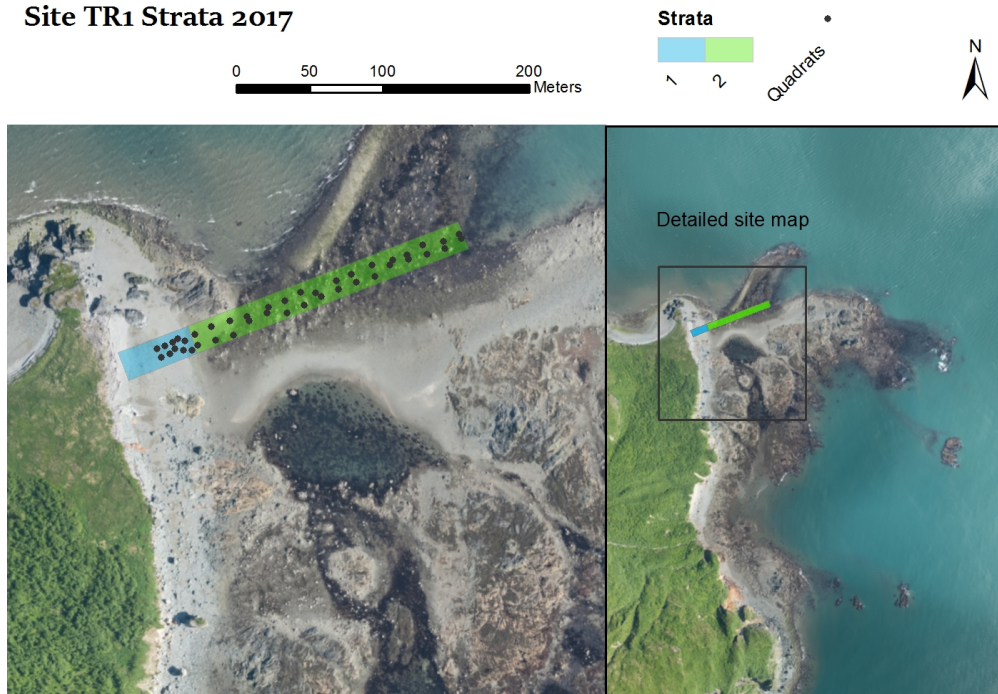 Site TR1 Strata 2017
0 50 100 200
Meters
Strata
1 2 Quadrats
N
Detailed site map